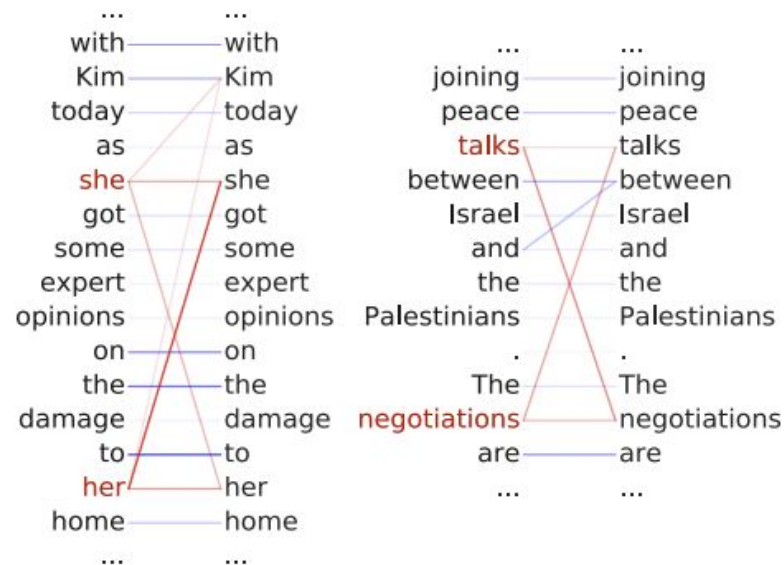 ... ...
with with
Kim Kim
today today
as as
she she
got got
some some
expert expert
opinions opinions
on on
the the
damage damage
to to
her her
home home
... ...
... ...
joining joining
peace peace
talks talks
between between
Israel Israel
and and
the the
Palestinians Palestinians
. .
The The
negotiations negotiations
are are
... ...